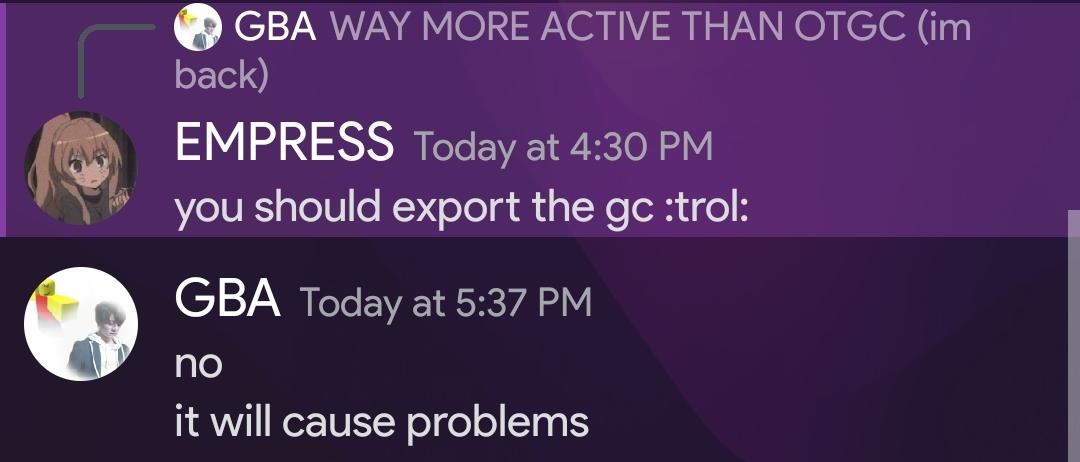 GBA WAY MORE ACTIVE THAN OTGC (im
back)
EMPRESS Today at 4:30 PM
you should export the gc :trol:
GBA Today at 5:37 PM
no
it will cause problems